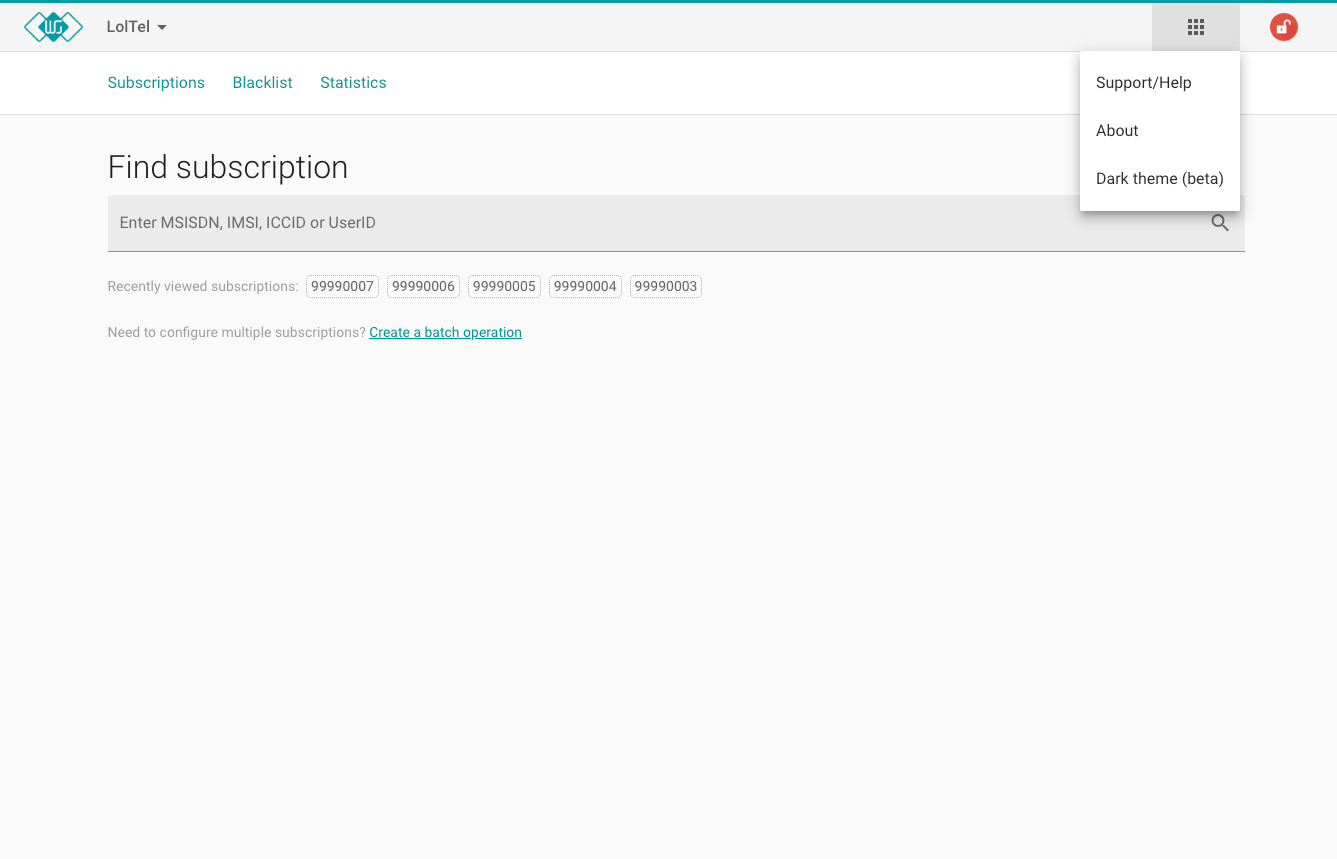 LolTel
Subscriptions Blacklist Statistics
Support/Help
About
Dark theme (beta)
Find subscription
Enter MSISDN, IMSI, ICCID or UserID
Recently viewed subscriptions: 99990007 99990006 99990005 99990004 99990003
Need to configure multiple subscriptions? Create a batch operation